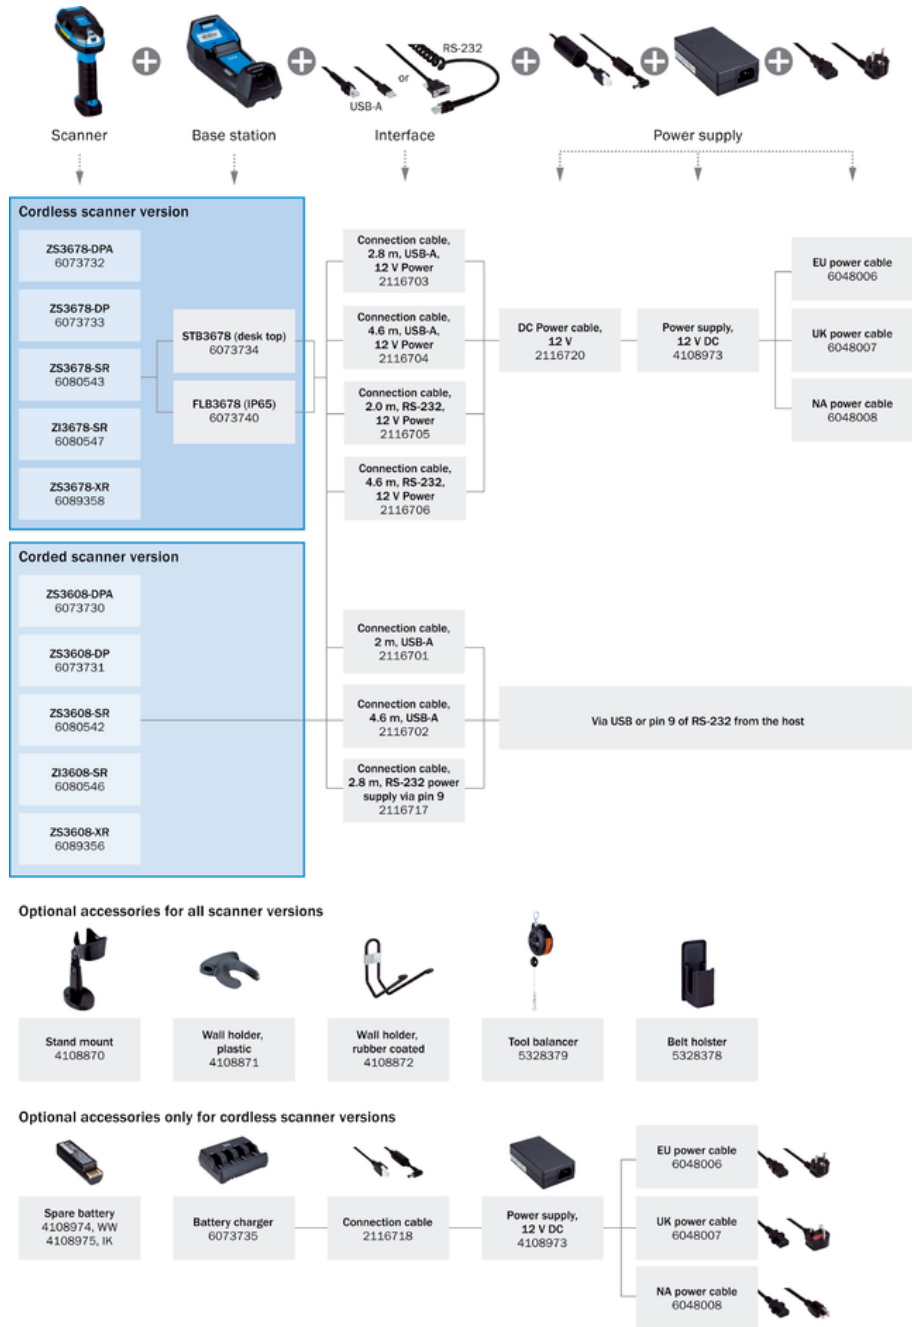 RS-232
or
USB-A
Scanner
Base station
Interface
Power supply
Cordless scanner version
ZS3678-DPA
6073732
ZS3678-DP
6073733
ZS3678-SR
6080543
ZI3678-SR
6080547
ZS3678-XR
6089358
STB3678 (desk top)
6073734
FLB3678 (IP65)
6073740
Connection cable,
2.8 m, USB-A,
12 V Power
2116703
Connection cable,
4.6 m, USB-A,
12 V Power
2116704
Connection cable,
2.0 m, RS-232,
12 V Power
2116705
Connection cable,
4.6 m, RS-232,
12 V Power
2116706
DC Power cable,
12 V
2116720
Power supply,
12 V DC
4108973
EU power cable
6048006
UK power cable
6048007
NA power cable
6048008
Corded scanner version
ZS3608-DPA
6073730
ZS3608-DP
6073731
ZS3608-SR
6080542
ZI3608-SR
6080546
ZS3608-XR
6089356
Connection cable,
2 m, USB-A
2116701
Connection cable,
4.6 m, USB-A
2116702
Connection cable,
2.8 m, RS-232 power
supply via pin 9
2116717
Via USB or pin 9 of RS-232 from the host
Optional accessories for all scanner versions
Stand mount
4108870
Wall holder,
plastic
4108871
Wall holder,
rubber coated
4108872
Tool balancer
5328379
Belt holster
5328378
Optional accessories only for cordless scanner versions
Spare battery
4108974, WW
4108975, IK
Battery charger
6073735
Connection cable
2116718
Power supply,
12 V DC
4108973
EU power cable
6048006
UK power cable
6048007
NA power cable
6048008